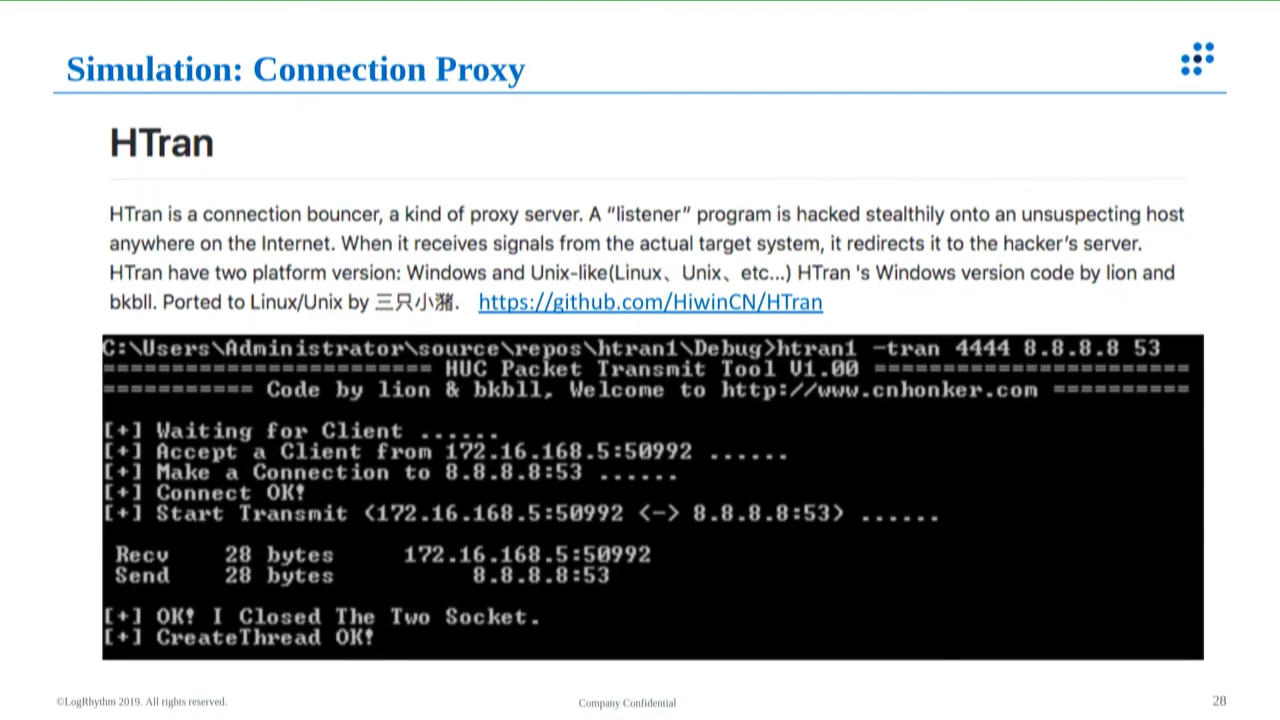 Simulation: Connection Proxy
HTran
HTran is a connection bouncer, a kind of proxy server. A “listener” program is hacked stealthily onto an unsuspecting host
anywhere on the Internet. When it receives signals from the actual target system, it redirects it to the hacker’s server.
HTran have two platform version: Windows and Unix-like(Linux、Unix、etc...) HTran 's Windows version code by lion and
bkbll. Ported to Linux/Unix by 三只小猪. https://github.com/HiwinCN/HTran
C:\Users\Administrator\source\repos\htran1\Debug>htran1 -tran 4444 8.8.8.8 53
======================== HUC Packet Transmit Tool V1.00 =======================
=========== Code by lion & bkbll, Welcome to http://www.cnhonker.com ==========
[+] Waiting for Client ......
[+] Accept a Client from 172.16.168.5:50992 ......
[+] Make a Connection to 8.8.8.8:53 ......
[+] Connect OK!
[+] Start Transmit (172.16.168.5:50992 <-> 8.8.8.8:53) ......
Recv 28 bytes 172.16.168.5:50992
Send 28 bytes 8.8.8.8:53
[+] OK! I Closed The Two Socket.
[+] CreateThread OK!
©LogRhythm 2019. All rights reserved.
Company Confidential
28